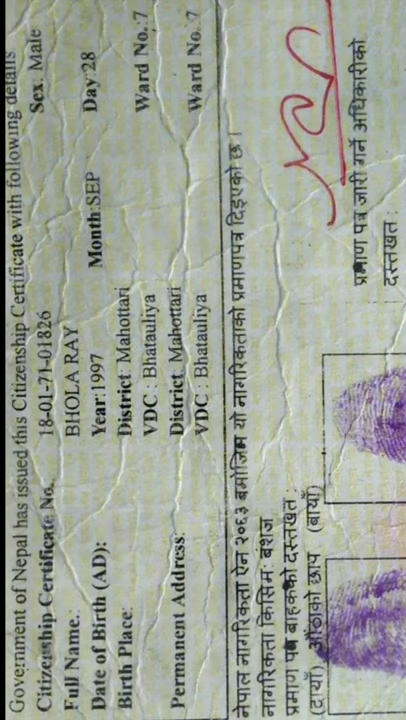 Government of Nepal has issued this Citizenship Certificate with following details
Citizenship Certificate No.: 18-01-71-01826 Sex: Male
Full Name.: BHOLA RAY
Date of Birth (AD): Year:1997 Month:SEP Day:28
Birth Place: District: Mahottari
VDC : Bhatauliya Ward No.:7
Permanent Address: District: Mahottari
VDC : Bhatauliya Ward No.:7
नेपाल नागरिकता ऐन २०६३ बमोजिम यो नागरिकताको प्रमाणपत्र दिइएको छ ।
नागरिकता किसिम: बंशज
प्रमाण पत्र बाहकको दस्तखत :
(दायाँ) औंठाको छाप (बायाँ)
प्रमाण पत्र जारी गर्ने अधिकारीको
दस्तखत :